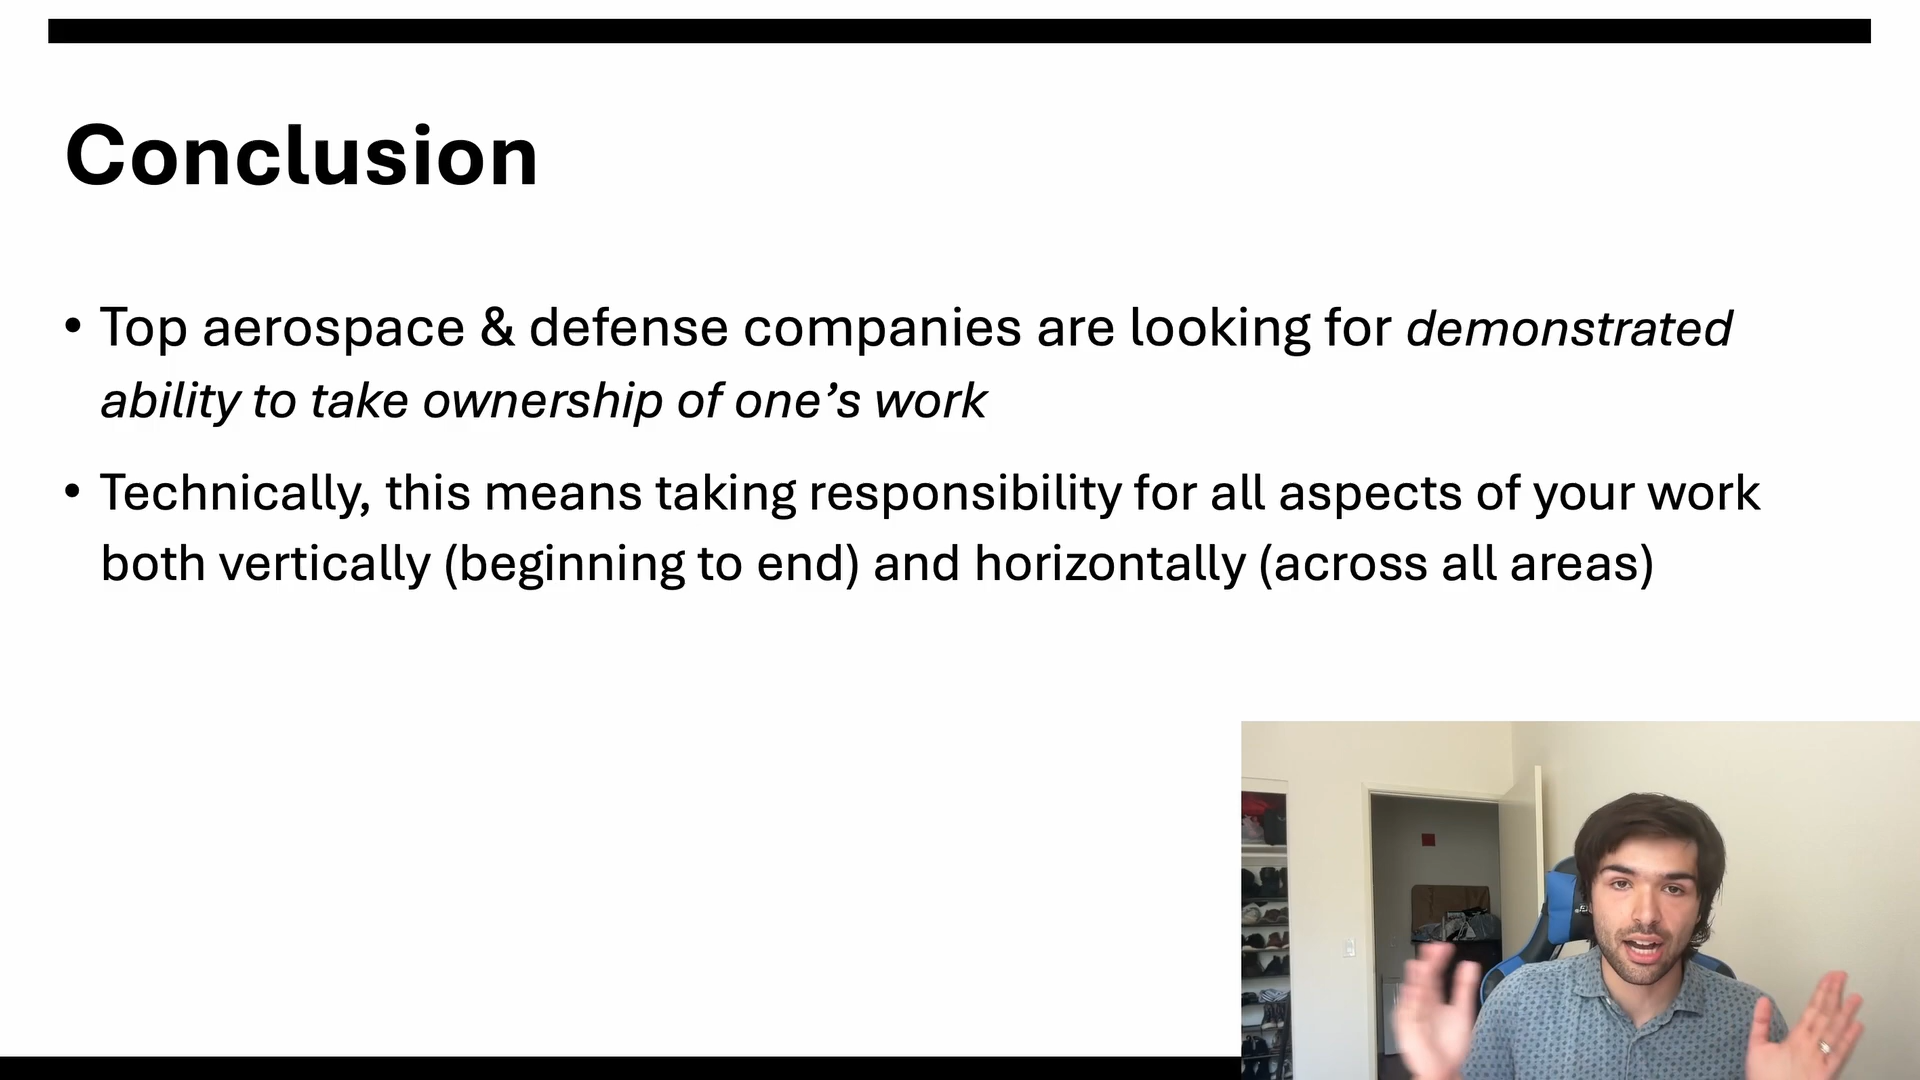 Conclusion
• Top aerospace & defense companies are looking for demonstrated
ability to take ownership of one’s work
• Technically, this means taking responsibility for all aspects of your work
both vertically (beginning to end) and horizontally (across all areas)